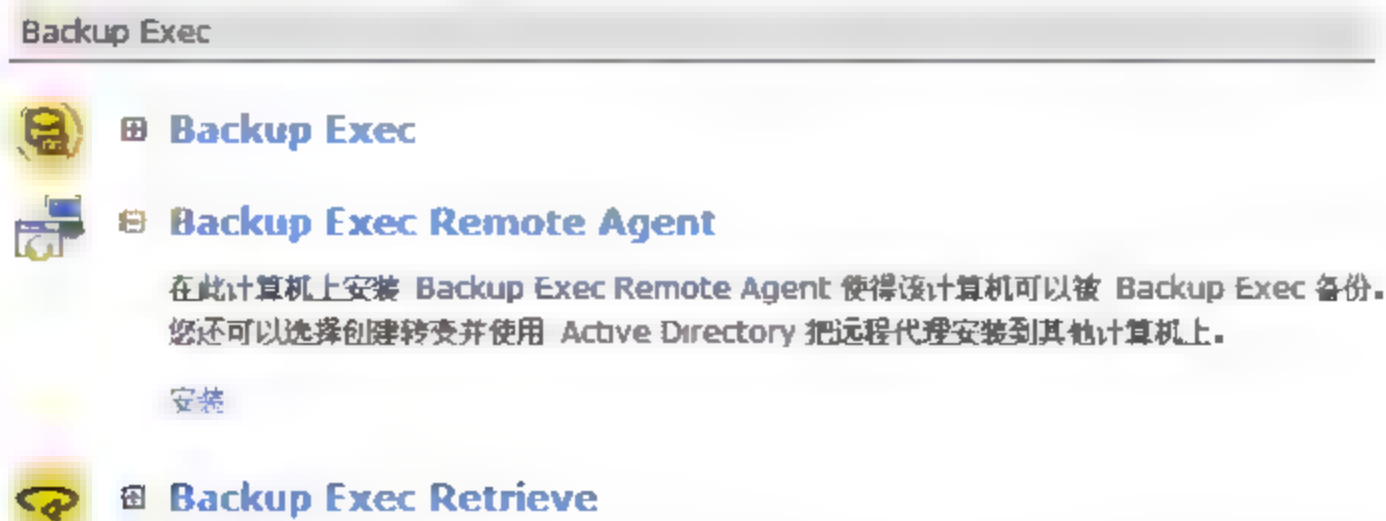 Backup Exec
Backup Exec
Backup Exec Remote Agent
在此计算机上安装 Backup Exec Remote Agent 使得该计算机可以被 Backup Exec 备份.
您还可以选择创建转变并使用 Active Directory 把远程代理安装到其他计算机上.
安装
Backup Exec Retrieve